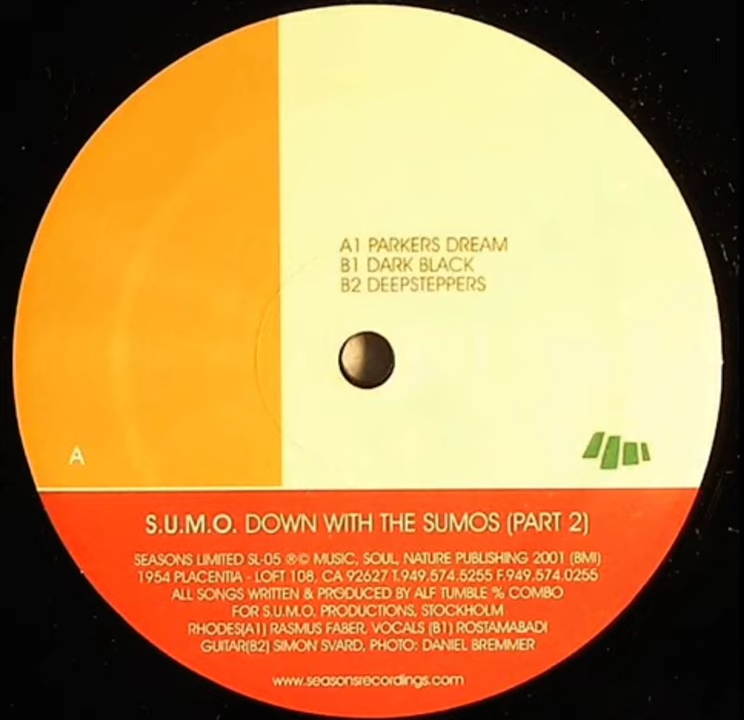 A1 PARKERS DREAM
B1 DARK BLACK
B2 DEEPSTEPPERS
A
S.U.M.O. DOWN WITH THE SUMOS (PART 2)
SEASONS LIMITED SL-05 ®© MUSIC, SOUL, NATURE PUBLISHING 2001 (BMI)
1954 PLACENTIA - LOFT 108, CA 92627 T.949.574.5255 F.949.574.0255
ALL SONGS WRITTEN & PRODUCED BY ALF TUMBLE % COMBO
FOR S.U.M.O. PRODUCTIONS, STOCKHOLM
RHODES(A1) RASMUS FABER, VOCALS (B1) ROSTAMABADI
GUITAR(B2) SIMON SVARD, PHOTO: DANIEL BREMMER
www.seasonsrecordings.com